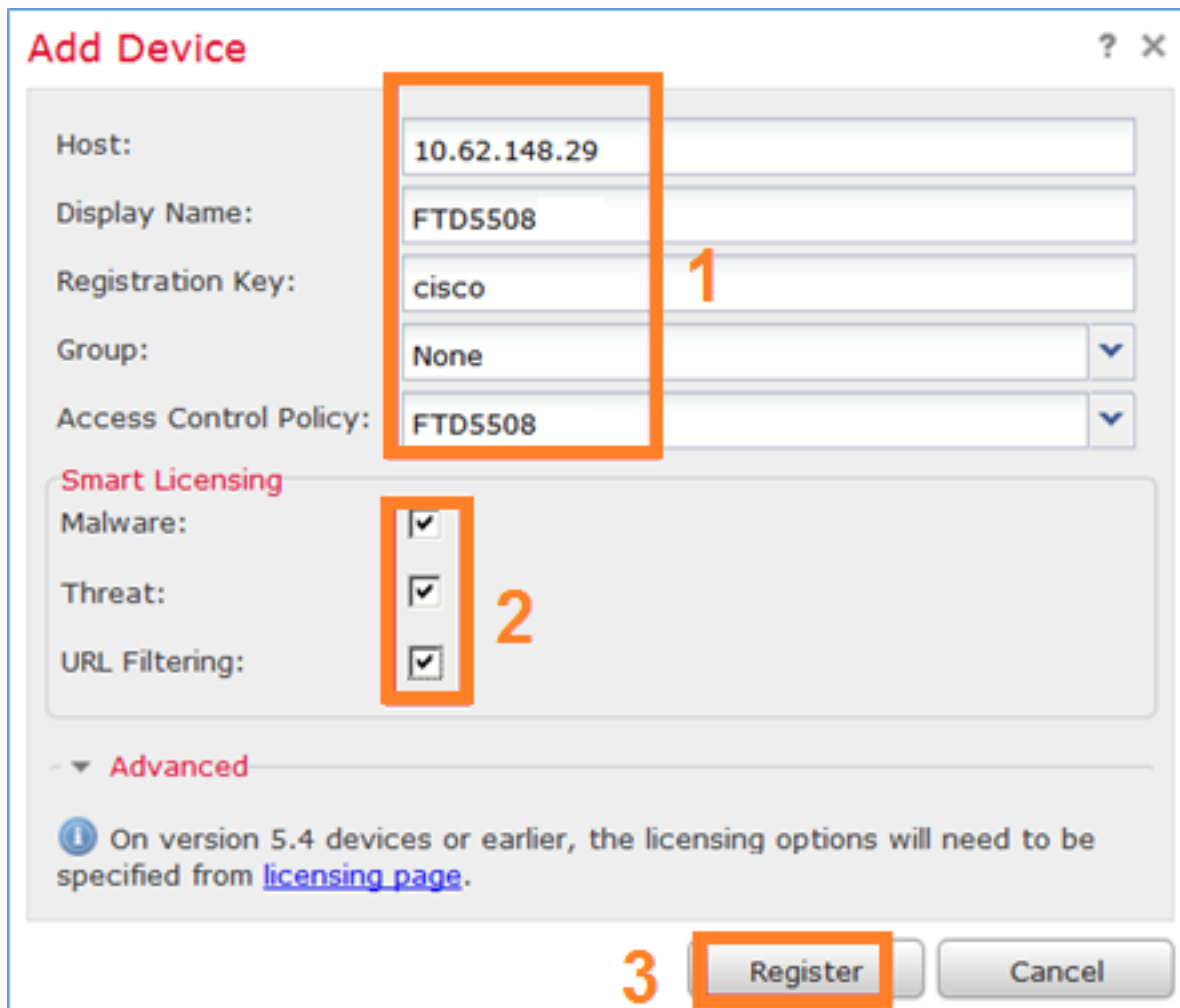 Add Device ? ×
Host: 10.62.148.29
Display Name: FTD5508
Registration Key: cisco
1
Group: None
Access Control Policy: FTD5508
Smart Licensing
Malware:
Threat:
2
URL Filtering:
Advanced
On version 5.4 devices or earlier, the licensing options will need to be
specified from licensing page.
3 Register Cancel